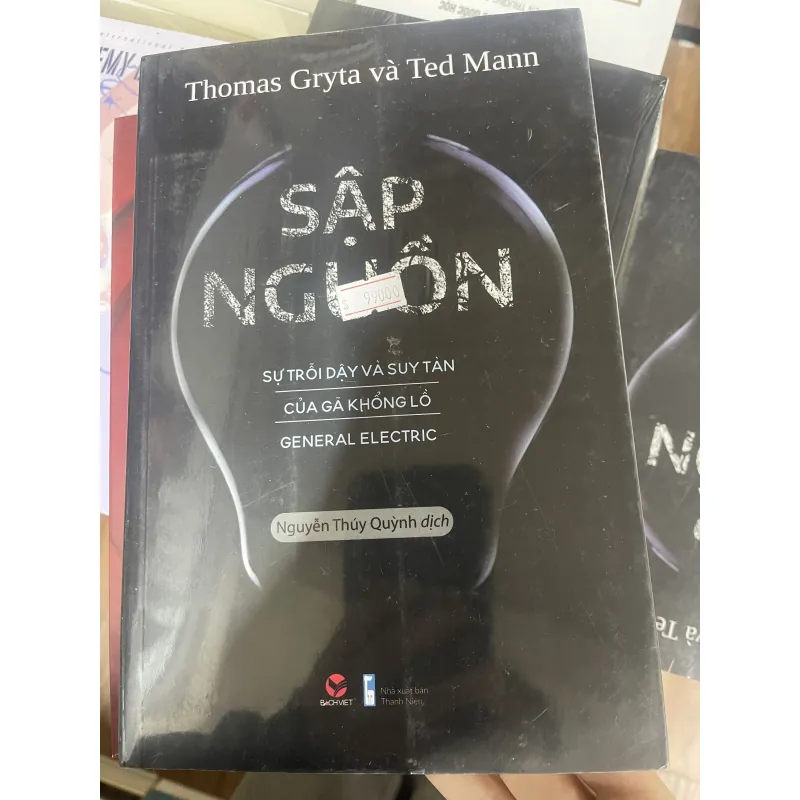 Thomas Gryta và Ted Mann
SẬP
NGUỒN
99000
SỰ TRỖI DẬY VÀ SUY TÀN
CỦA GÃ KHỔNG LỒ
GENERAL ELECTRIC
Nguyễn Thúy Quỳnh dịch
BACHVIET
Nhà xuất bản
Thanh Niên